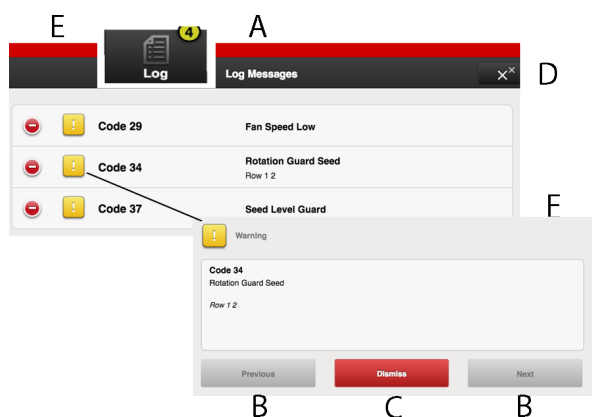 E
A
4
Log
Log Messages
D
Code 29
Fan Speed Low
Code 34
Rotation Guard Seed
Row 1 2
Code 37
Seed Level Guard
E
! Warning
Code 34
Rotation Guard Seed
Row 1 2
Previous
Dismiss
Next
B
C
B